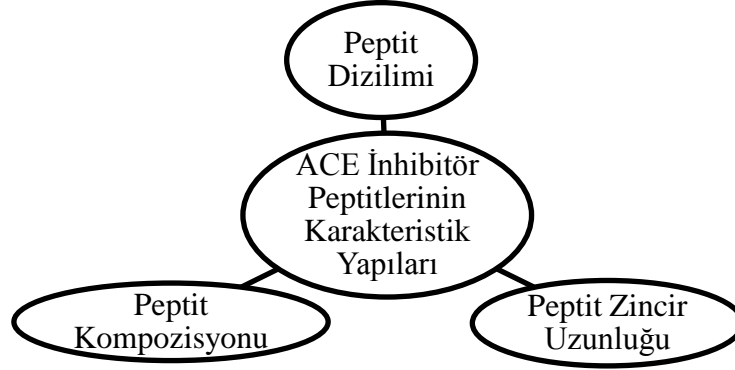 Peptit
Dizilimi
ACE İnhibitör
Peptitlerinin
Karakteristik
Yapıları
Peptit
Kompozisyonu
Peptit Zincir
Uzunluğu